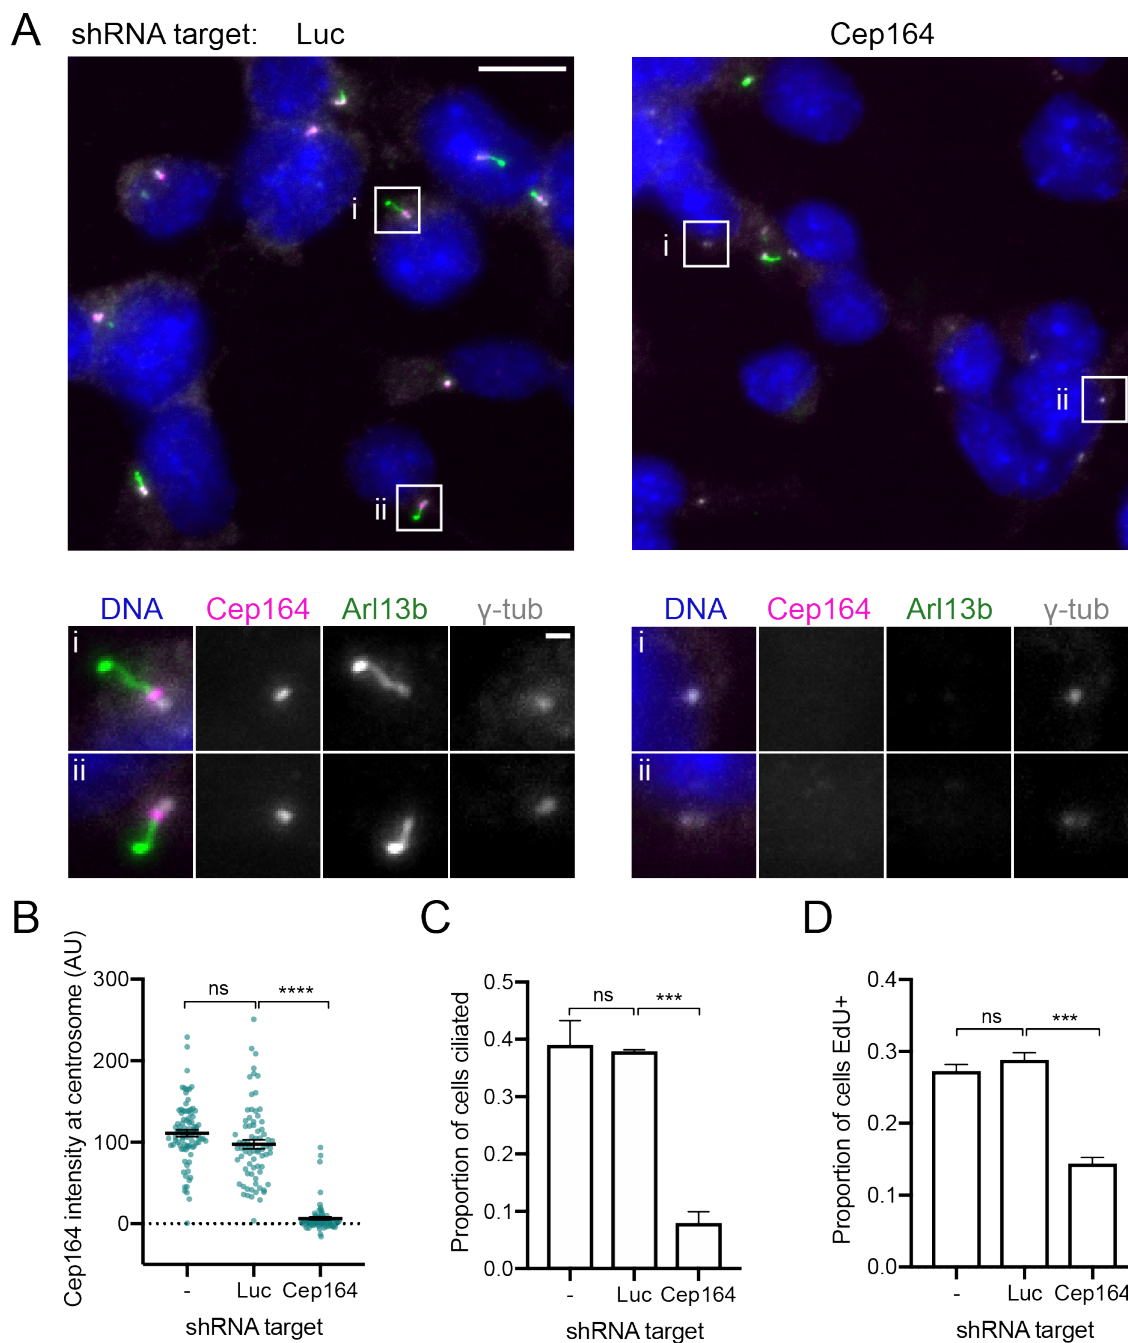 A
shRNA target: Luc
Cep164
i
ii
i
ii
DNA Cep164 Arl13b γ-tub
DNA Cep164 Arl13b γ-tub
i
ii
i
ii
B
Cep164 intensity at centrosome (AU)
300
200
100
0
ns
****
- Luc Cep164
shRNA target
C
Proportion of cells ciliated
0.5
0.4
0.3
0.2
0.1
0.0
ns
***
- Luc Cep164
shRNA target
D
Proportion of cells EdU+
0.4
0.3
0.2
0.1
0.0
ns
***
- Luc Cep164
shRNA target